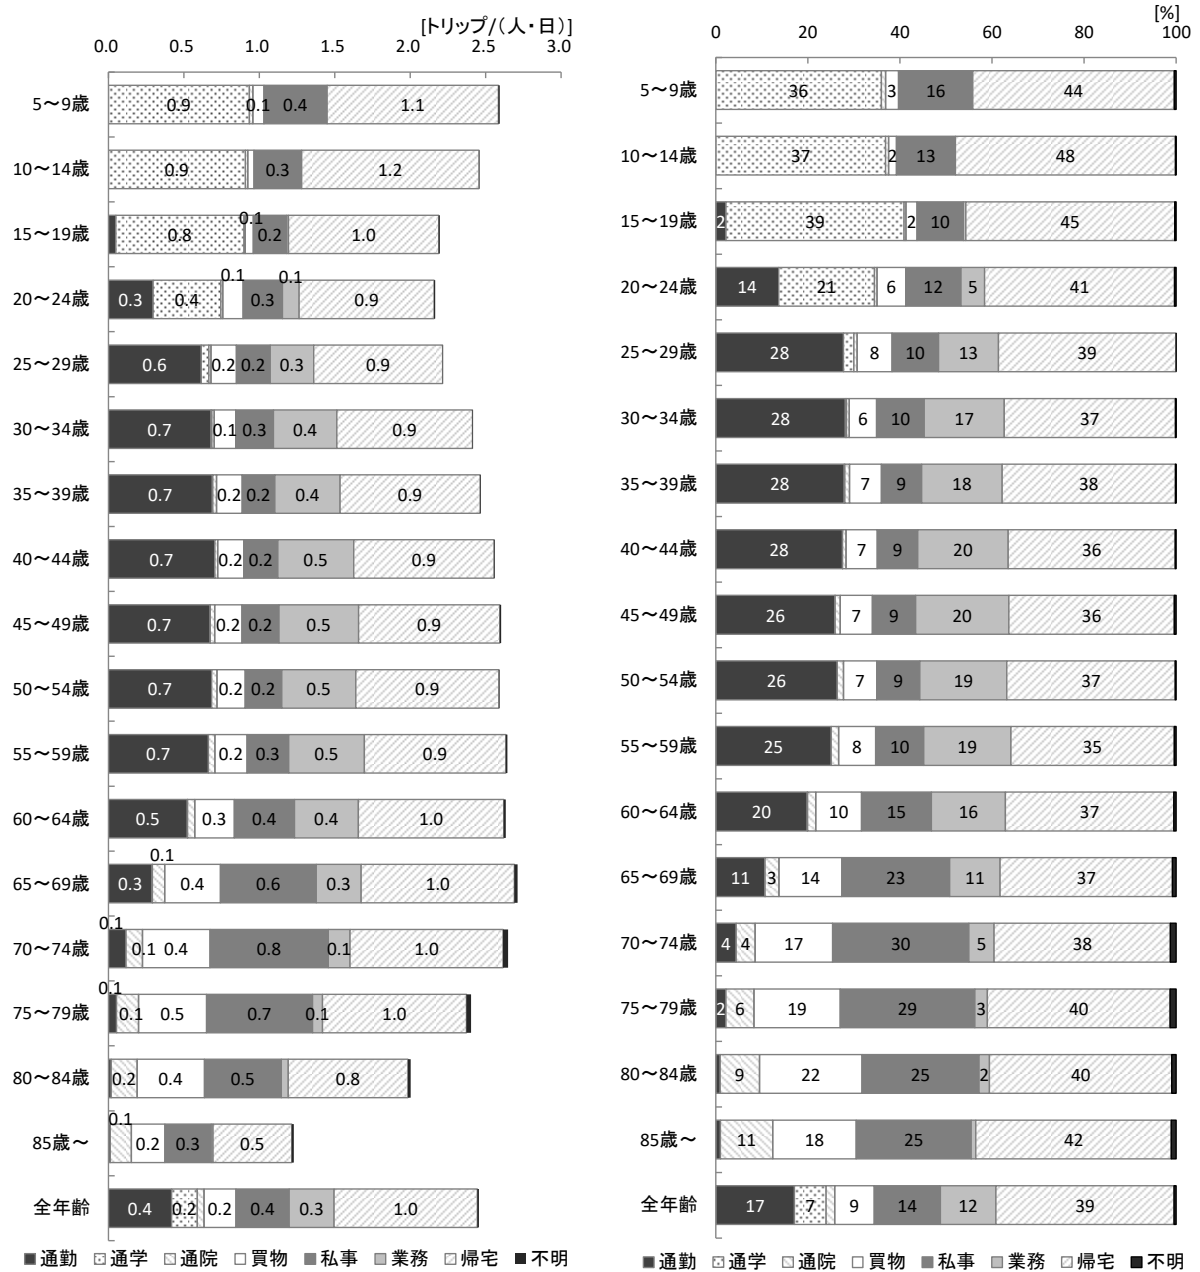 [トリップ/(人・日)]
0.0 0.5 1.0 1.5 2.0 2.5 3.0
5～9歳 0.9 0.1 0.4 1.1
10～14歳 0.9 0.3 1.2
15～19歳 0.8 0.1 0.2 1.0
20～24歳 0.3 0.4 0.1 0.3 0.1 0.9
25～29歳 0.6 0.2 0.2 0.3 0.9
30～34歳 0.7 0.1 0.3 0.4 0.9
35～39歳 0.7 0.2 0.2 0.4 0.9
40～44歳 0.7 0.2 0.2 0.5 0.9
45～49歳 0.7 0.2 0.2 0.5 0.9
50～54歳 0.7 0.2 0.2 0.5 0.9
55～59歳 0.7 0.2 0.3 0.5 0.9
60～64歳 0.5 0.3 0.4 0.4 1.0
65～69歳 0.3 0.1 0.4 0.6 0.3 1.0
70～74歳 0.1 0.1 0.4 0.8 0.1 1.0
75～79歳 0.1 0.1 0.5 0.7 0.1 1.0
80～84歳 0.2 0.4 0.5 0.8
85歳～ 0.1 0.2 0.3 0.5
全年齢 0.4 0.2 0.2 0.4 0.3 1.0
通勤 通学 通院 買物 私事 業務 帰宅 不明
[%]
0 20 40 60 80 100
5～9歳 36 3 16 44
10～14歳 37 2 13 48
15～19歳 2 39 2 10 45
20～24歳 14 21 6 12 5 41
25～29歳 28 8 10 13 39
30～34歳 28 6 10 17 37
35～39歳 28 7 9 18 38
40～44歳 28 7 9 20 36
45～49歳 26 7 9 20 36
50～54歳 26 7 9 19 37
55～59歳 25 8 10 19 35
60～64歳 20 10 15 16 37
65～69歳 11 3 14 23 11 37
70～74歳 4 4 17 30 5 38
75～79歳 2 6 19 29 3 40
80～84歳 9 22 25 2 40
85歳～ 11 18 25 42
全年齢 17 7 9 14 12 39
通勤 通学 通院 買物 私事 業務 帰宅 不明